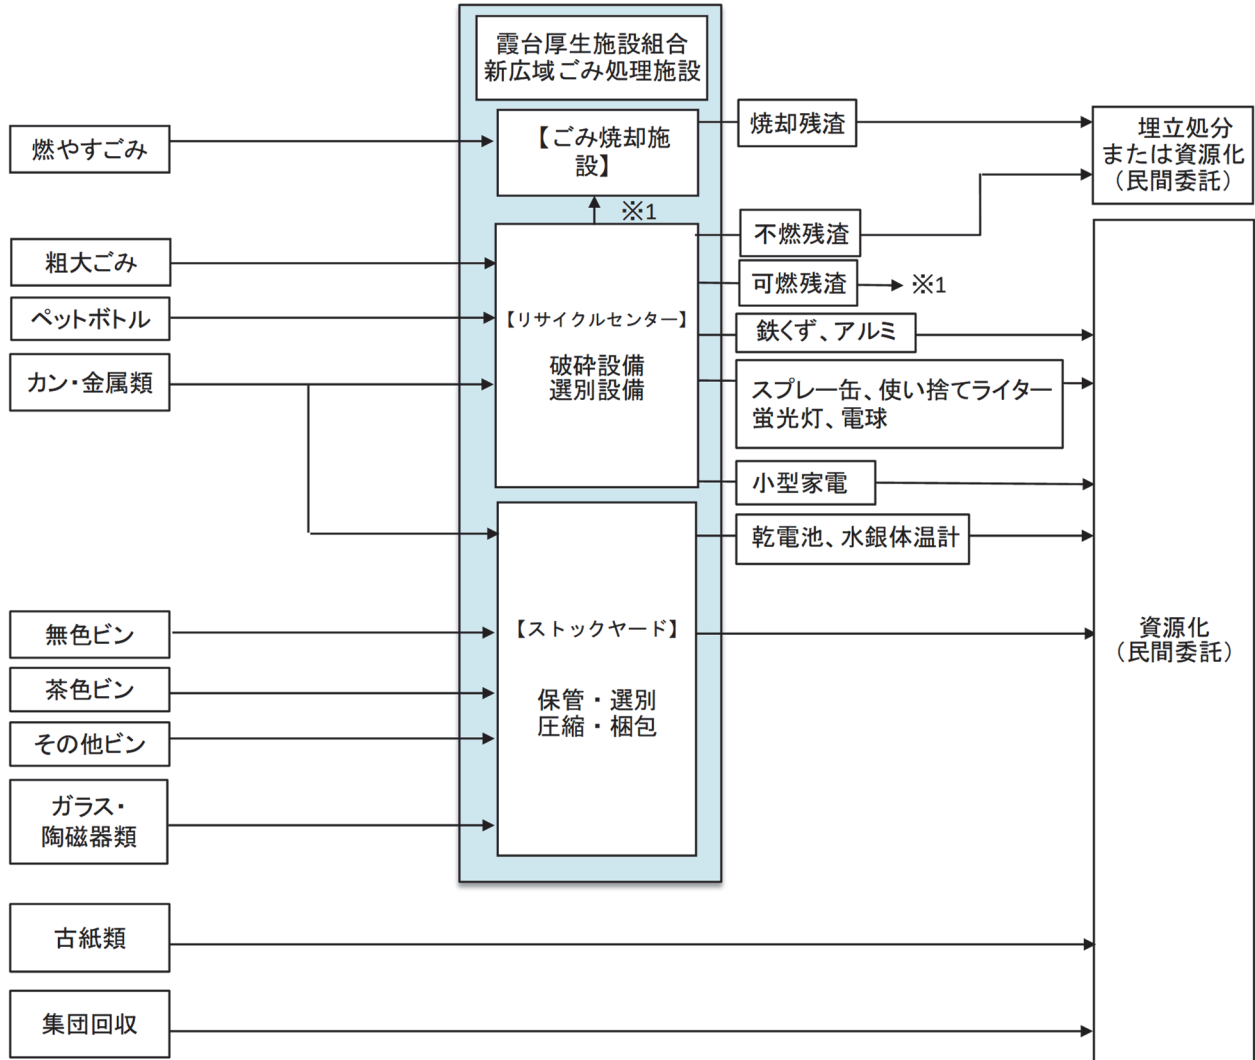 霞台厚生施設組合
新広域ごみ処理施設
燃やすごみ
【ごみ焼却施
設】
焼却残渣
埋立処分
または資源化
（民間委託）
※1
不燃残渣
粗大ごみ
可燃残渣
※1
ペットボトル
【リサイクルセンター】
鉄くず、アルミ
カン・金属類
破砕設備
選別設備
スプレー缶、使い捨てライター
蛍光灯、電球
小型家電
乾電池、水銀体温計
無色ビン
【ストックヤード】
資源化
（民間委託）
茶色ビン
保管・選別
圧縮・梱包
その他ビン
ガラス・
陶磁器類
古紙類
集団回収